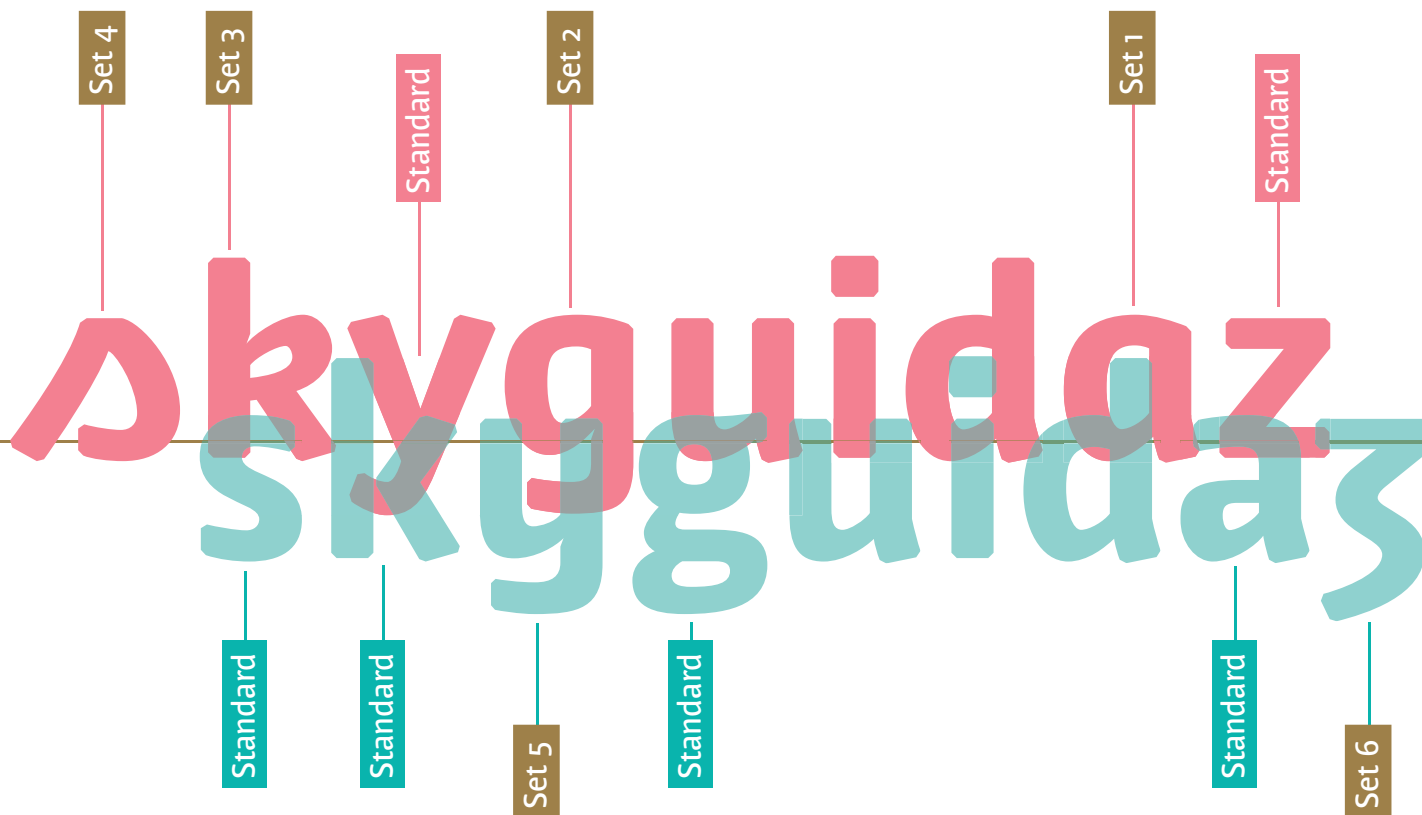 Set 4
Set 3
Standard
Set 2
Set 1
Standard
skyguidaz
skyguidaz
Standard
Standard
Set 5
Standard
Standard
Set 6